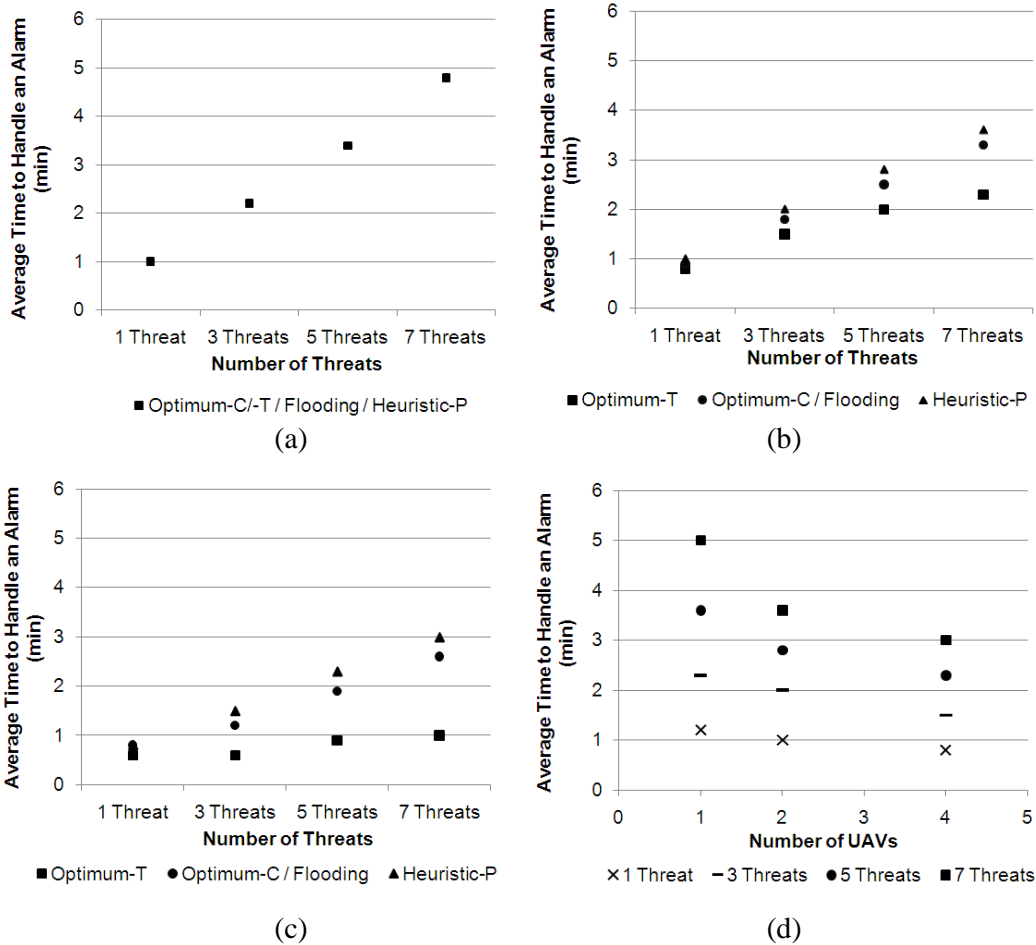 6
5
4
3
2
1
0
Average Time to Handle an Alarm
(min)
1 Threat 3 Threats 5 Threats 7 Threats
Number of Threats
Optimum-C/-T / Flooding / Heuristic-P
(a)
6
5
4
3
2
1
0
Average Time to Handle an Alarm
(min)
1 Threat 3 Threats 5 Threats 7 Threats
Number of Threats
Optimum-T Optimum-C / Flooding Heuristic-P
(b)
6
5
4
3
2
1
0
Average Time to Handle an Alarm
(min)
1 Threat 3 Threats 5 Threats 7 Threats
Number of Threats
Optimum-T Optimum-C / Flooding Heuristic-P
(c)
6
5
4
3
2
1
0
Average Time to Handle an Alarm
(min)
0 1 2 3 4 5
Number of UAVs
1 Threat 3 Threats 5 Threats 7 Threats
(d)